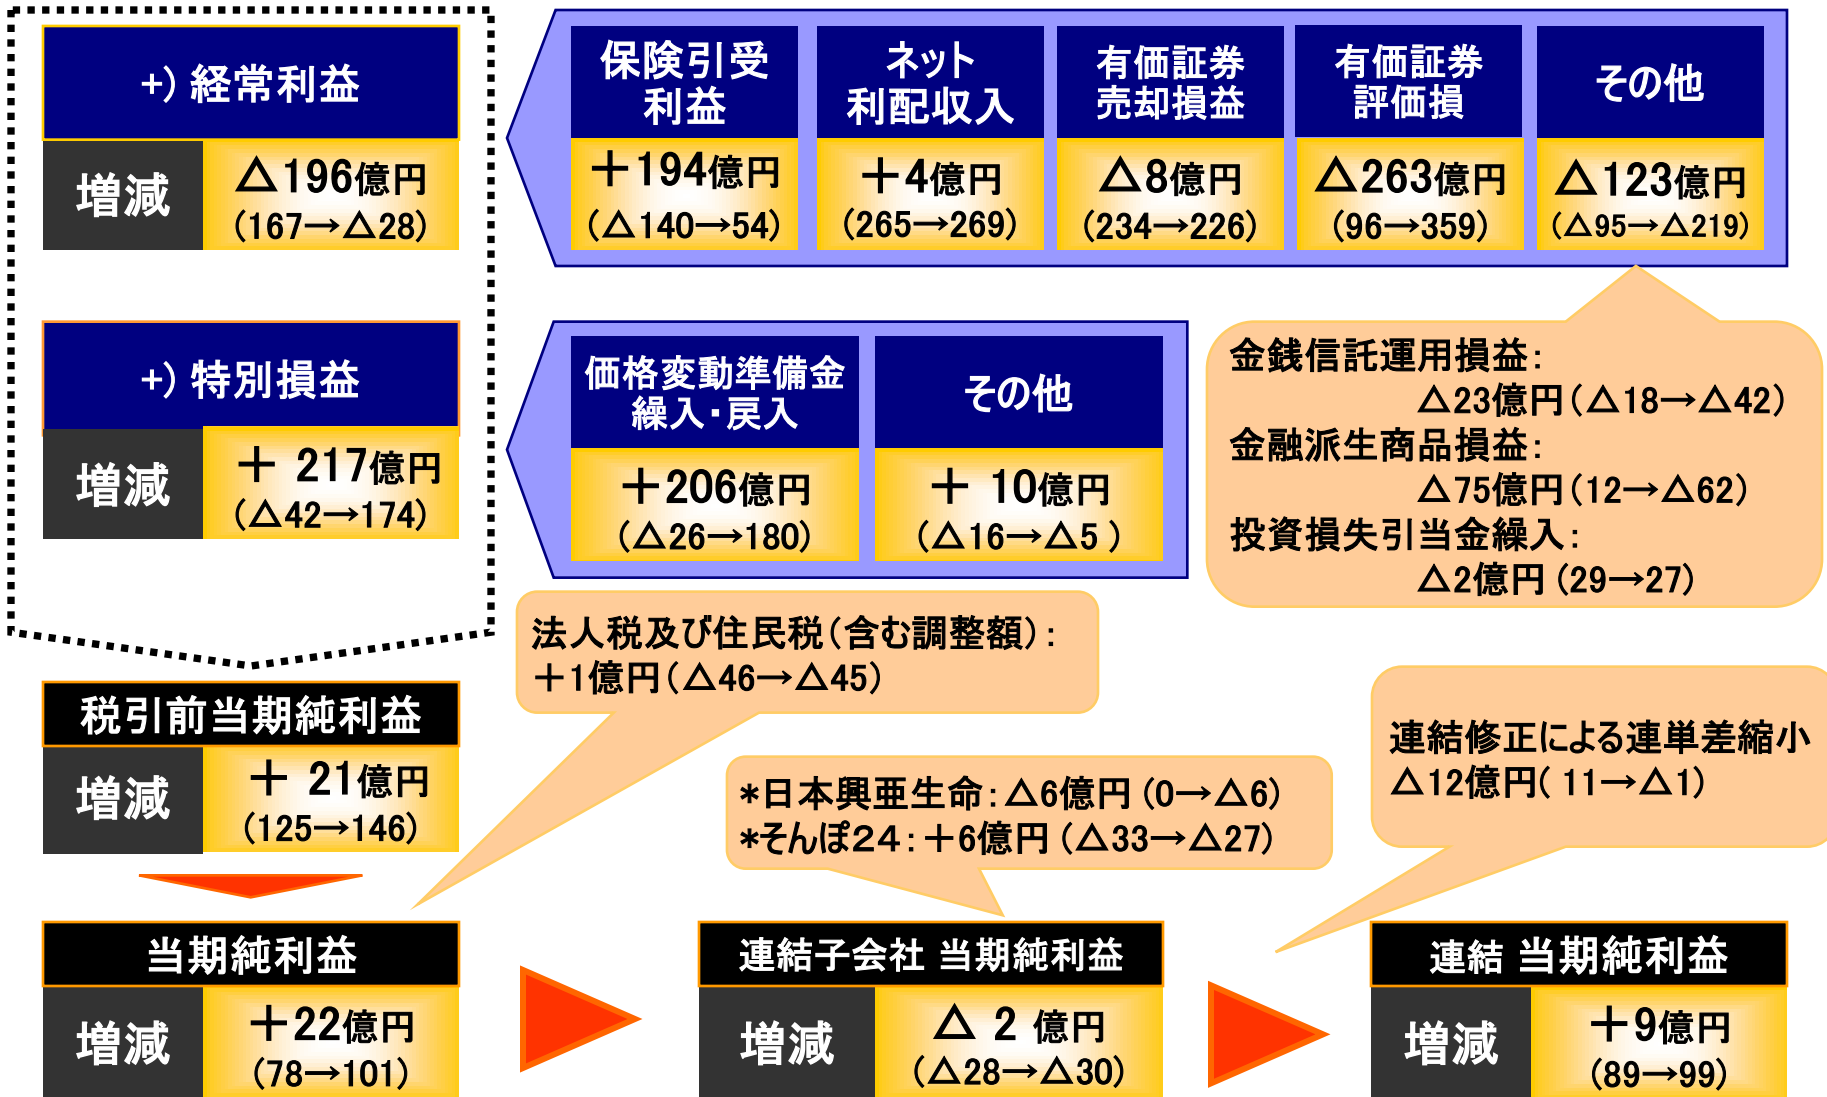 +）経常利益
増減
△196億円
(167→△28)
保険引受
利益
＋194億円
(△140→54)
ネット
利配収入
＋4億円
(265→269)
有価証券
売却損益
△8億円
(234→226)
有価証券
評価損
△263億円
(96→359)
その他
△123億円
(△95→△219)
+）特別損益
増減
＋ 217億円
(△42→174)
価格変動準備金
繰入・戻入
＋206億円
(△26→180)
その他
＋ 10億円
(△16→△5 )
金銭信託運用損益：
△23億円(△18→△42)
金融派生商品損益：
△75億円(12→△62)
投資損失引当金繰入：
△2億円 (29→27)
法人税及び住民税（含む調整額）：
＋1億円(△46→△45)
税引前当期純利益
増減
＋ 21億円
(125→146)
*日本興亜生命：△6億円 (0→△6)
*そんぽ２４：＋6億円 (△33→△27)
連結修正による連単差縮小
△12億円( 11→△1)
当期純利益
増減
＋22億円
(78→101)
連結子会社 当期純利益
増減
△ 2 億円
(△28→△30)
連結 当期純利益
増減
＋9億円
(89→99)